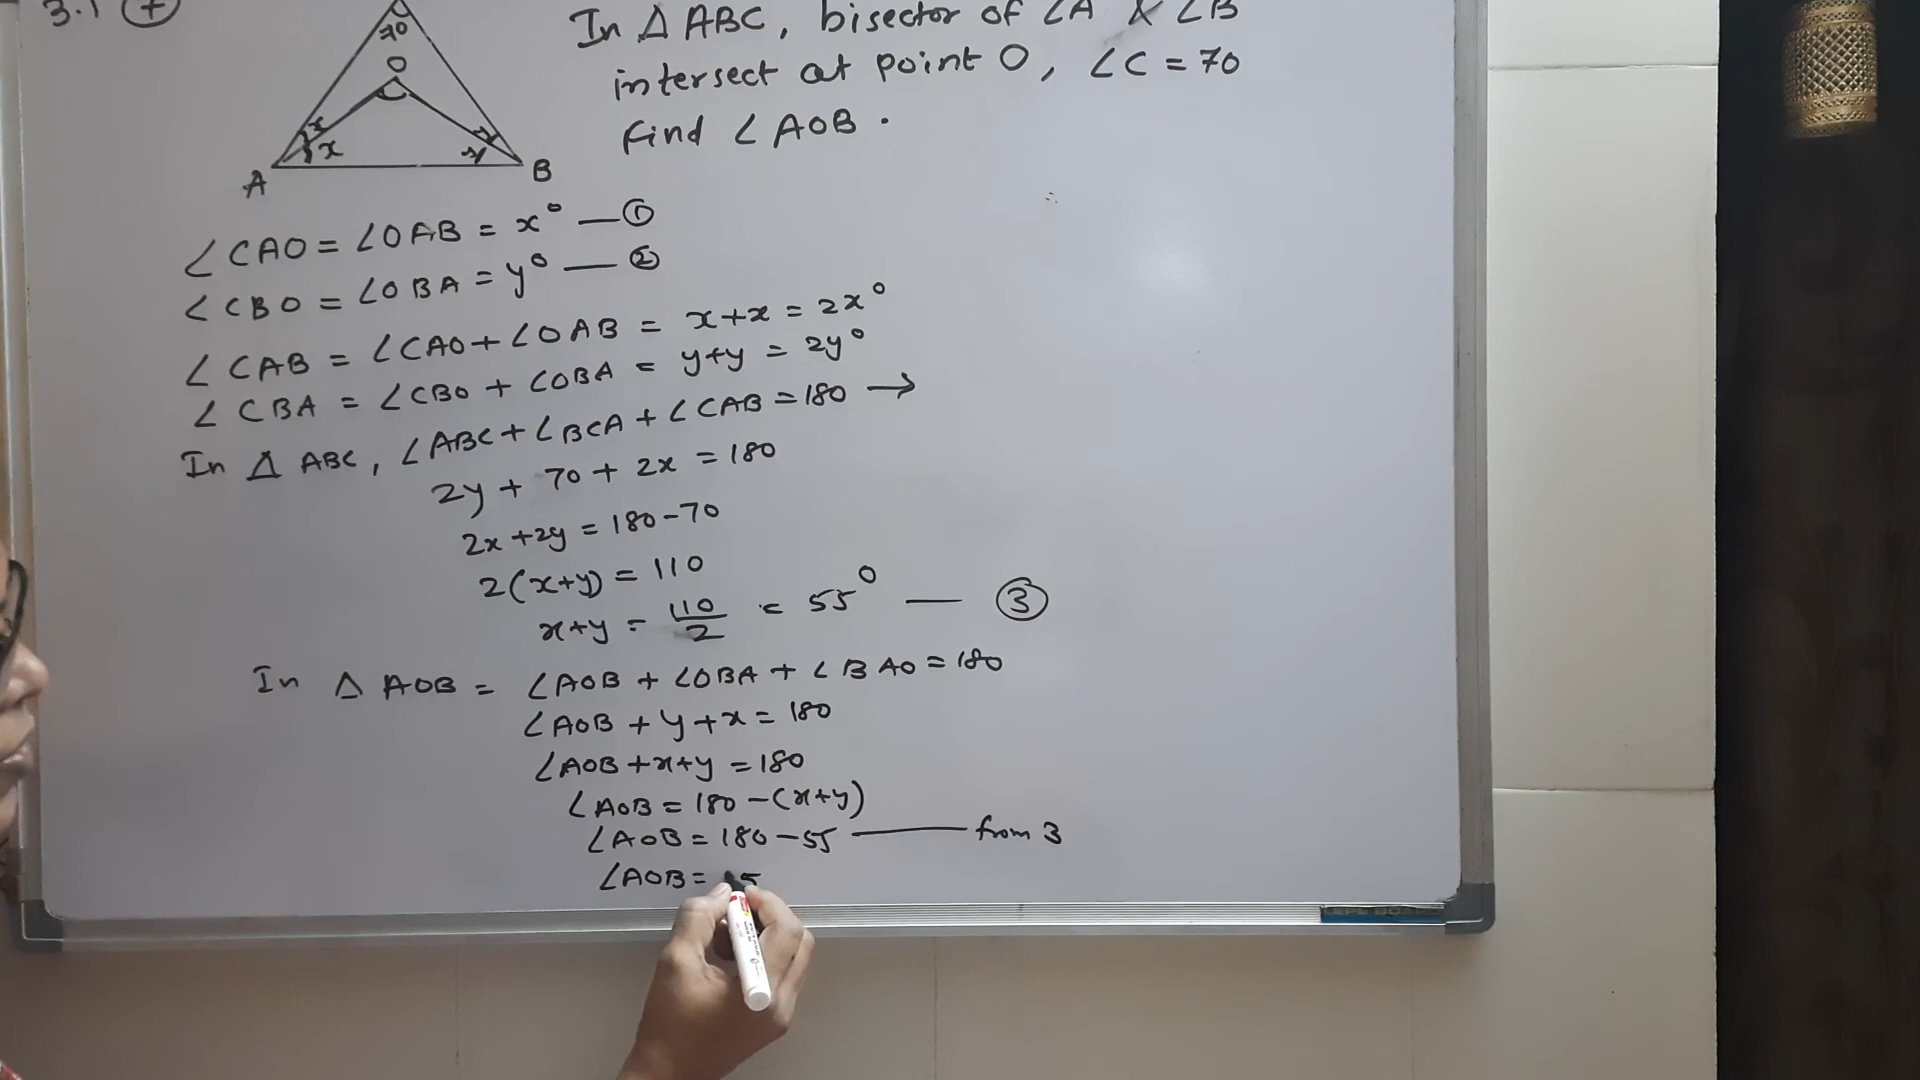 3.1 (7)
70
O
x
x
y
y
A
B
In △ ABC, bisector of ∠A & ∠B
intersect at point O, ∠C = 70
find ∠AOB.
∠CAO = ∠OAB = x° — ①
∠CBO = ∠OBA = y° — ②
∠CAB = ∠CAO + ∠OAB = x+x = 2x°
∠CBA = ∠CBO + ∠OBA = y+y = 2y°
In △ ABC, ∠ABC + ∠BCA + ∠CAB = 180 →
2y + 70 + 2x = 180
2x + 2y = 180 - 70
2(x+y) = 110
x+y = 110/2 = 55° — ③
In △ AOB = ∠AOB + ∠OBA + ∠BAO = 180
∠AOB + y + x = 180
∠AOB + x + y = 180
∠AOB = 180 - (x+y)
∠AOB = 180 - 55 — from 3
∠AOB =